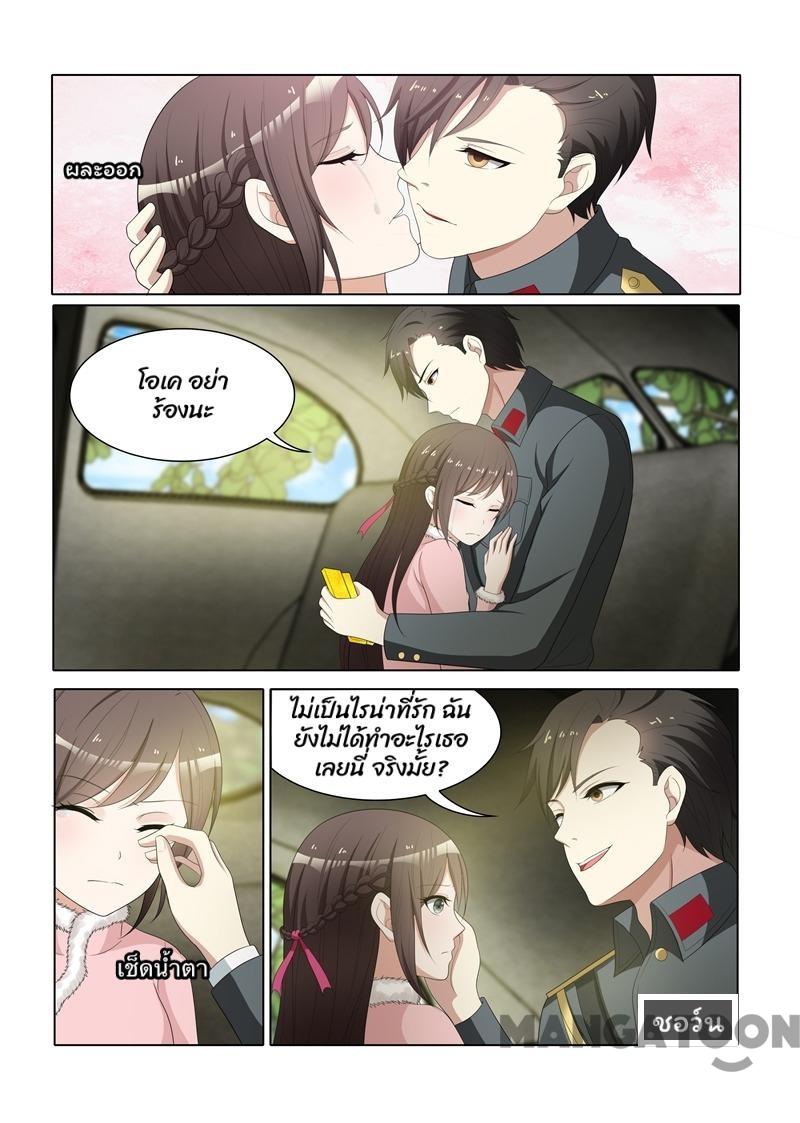 ผละออก
โอเค อย่า
ร้องนะ
ไม่เป็นไรน่าที่รัก ฉัน
ยังไม่ได้ทำอะไรเธอ
เลยนี่ จริงมั้ย?
เช็ดน้ำตา
ชอว์น
MANGATOON